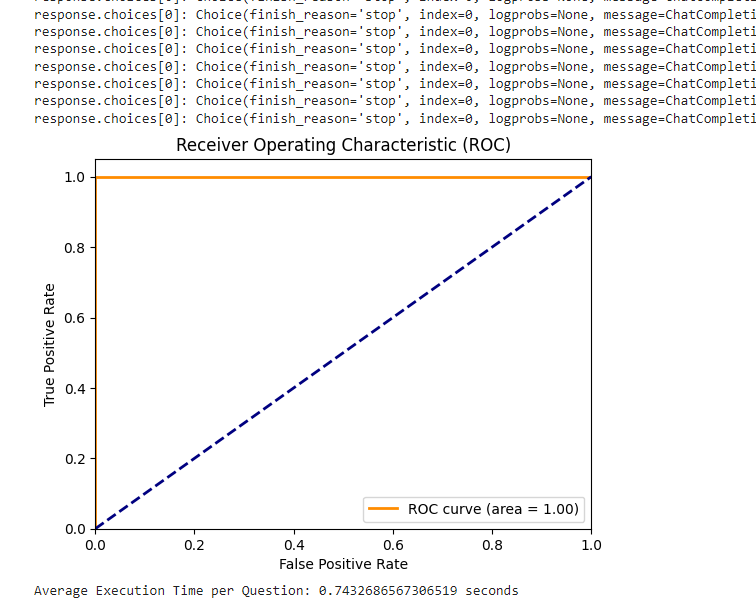 response.choices[0]: Choice(finish_reason='stop', index=0, logprobs=None, message=ChatCompleti
response.choices[0]: Choice(finish_reason='stop', index=0, logprobs=None, message=ChatCompleti
response.choices[0]: Choice(finish_reason='stop', index=0, logprobs=None, message=ChatCompleti
response.choices[0]: Choice(finish_reason='stop', index=0, logprobs=None, message=ChatCompleti
response.choices[0]: Choice(finish_reason='stop', index=0, logprobs=None, message=ChatCompleti
response.choices[0]: Choice(finish_reason='stop', index=0, logprobs=None, message=ChatCompleti
response.choices[0]: Choice(finish_reason='stop', index=0, logprobs=None, message=ChatCompleti
Receiver Operating Characteristic (ROC)
1.0
0.8
0.6
0.4
0.2
0.0
True Positive Rate
ROC curve (area = 1.00)
0.0 0.2 0.4 0.6 0.8 1.0
False Positive Rate
Average Execution Time per Question: 0.7432686567306519 seconds